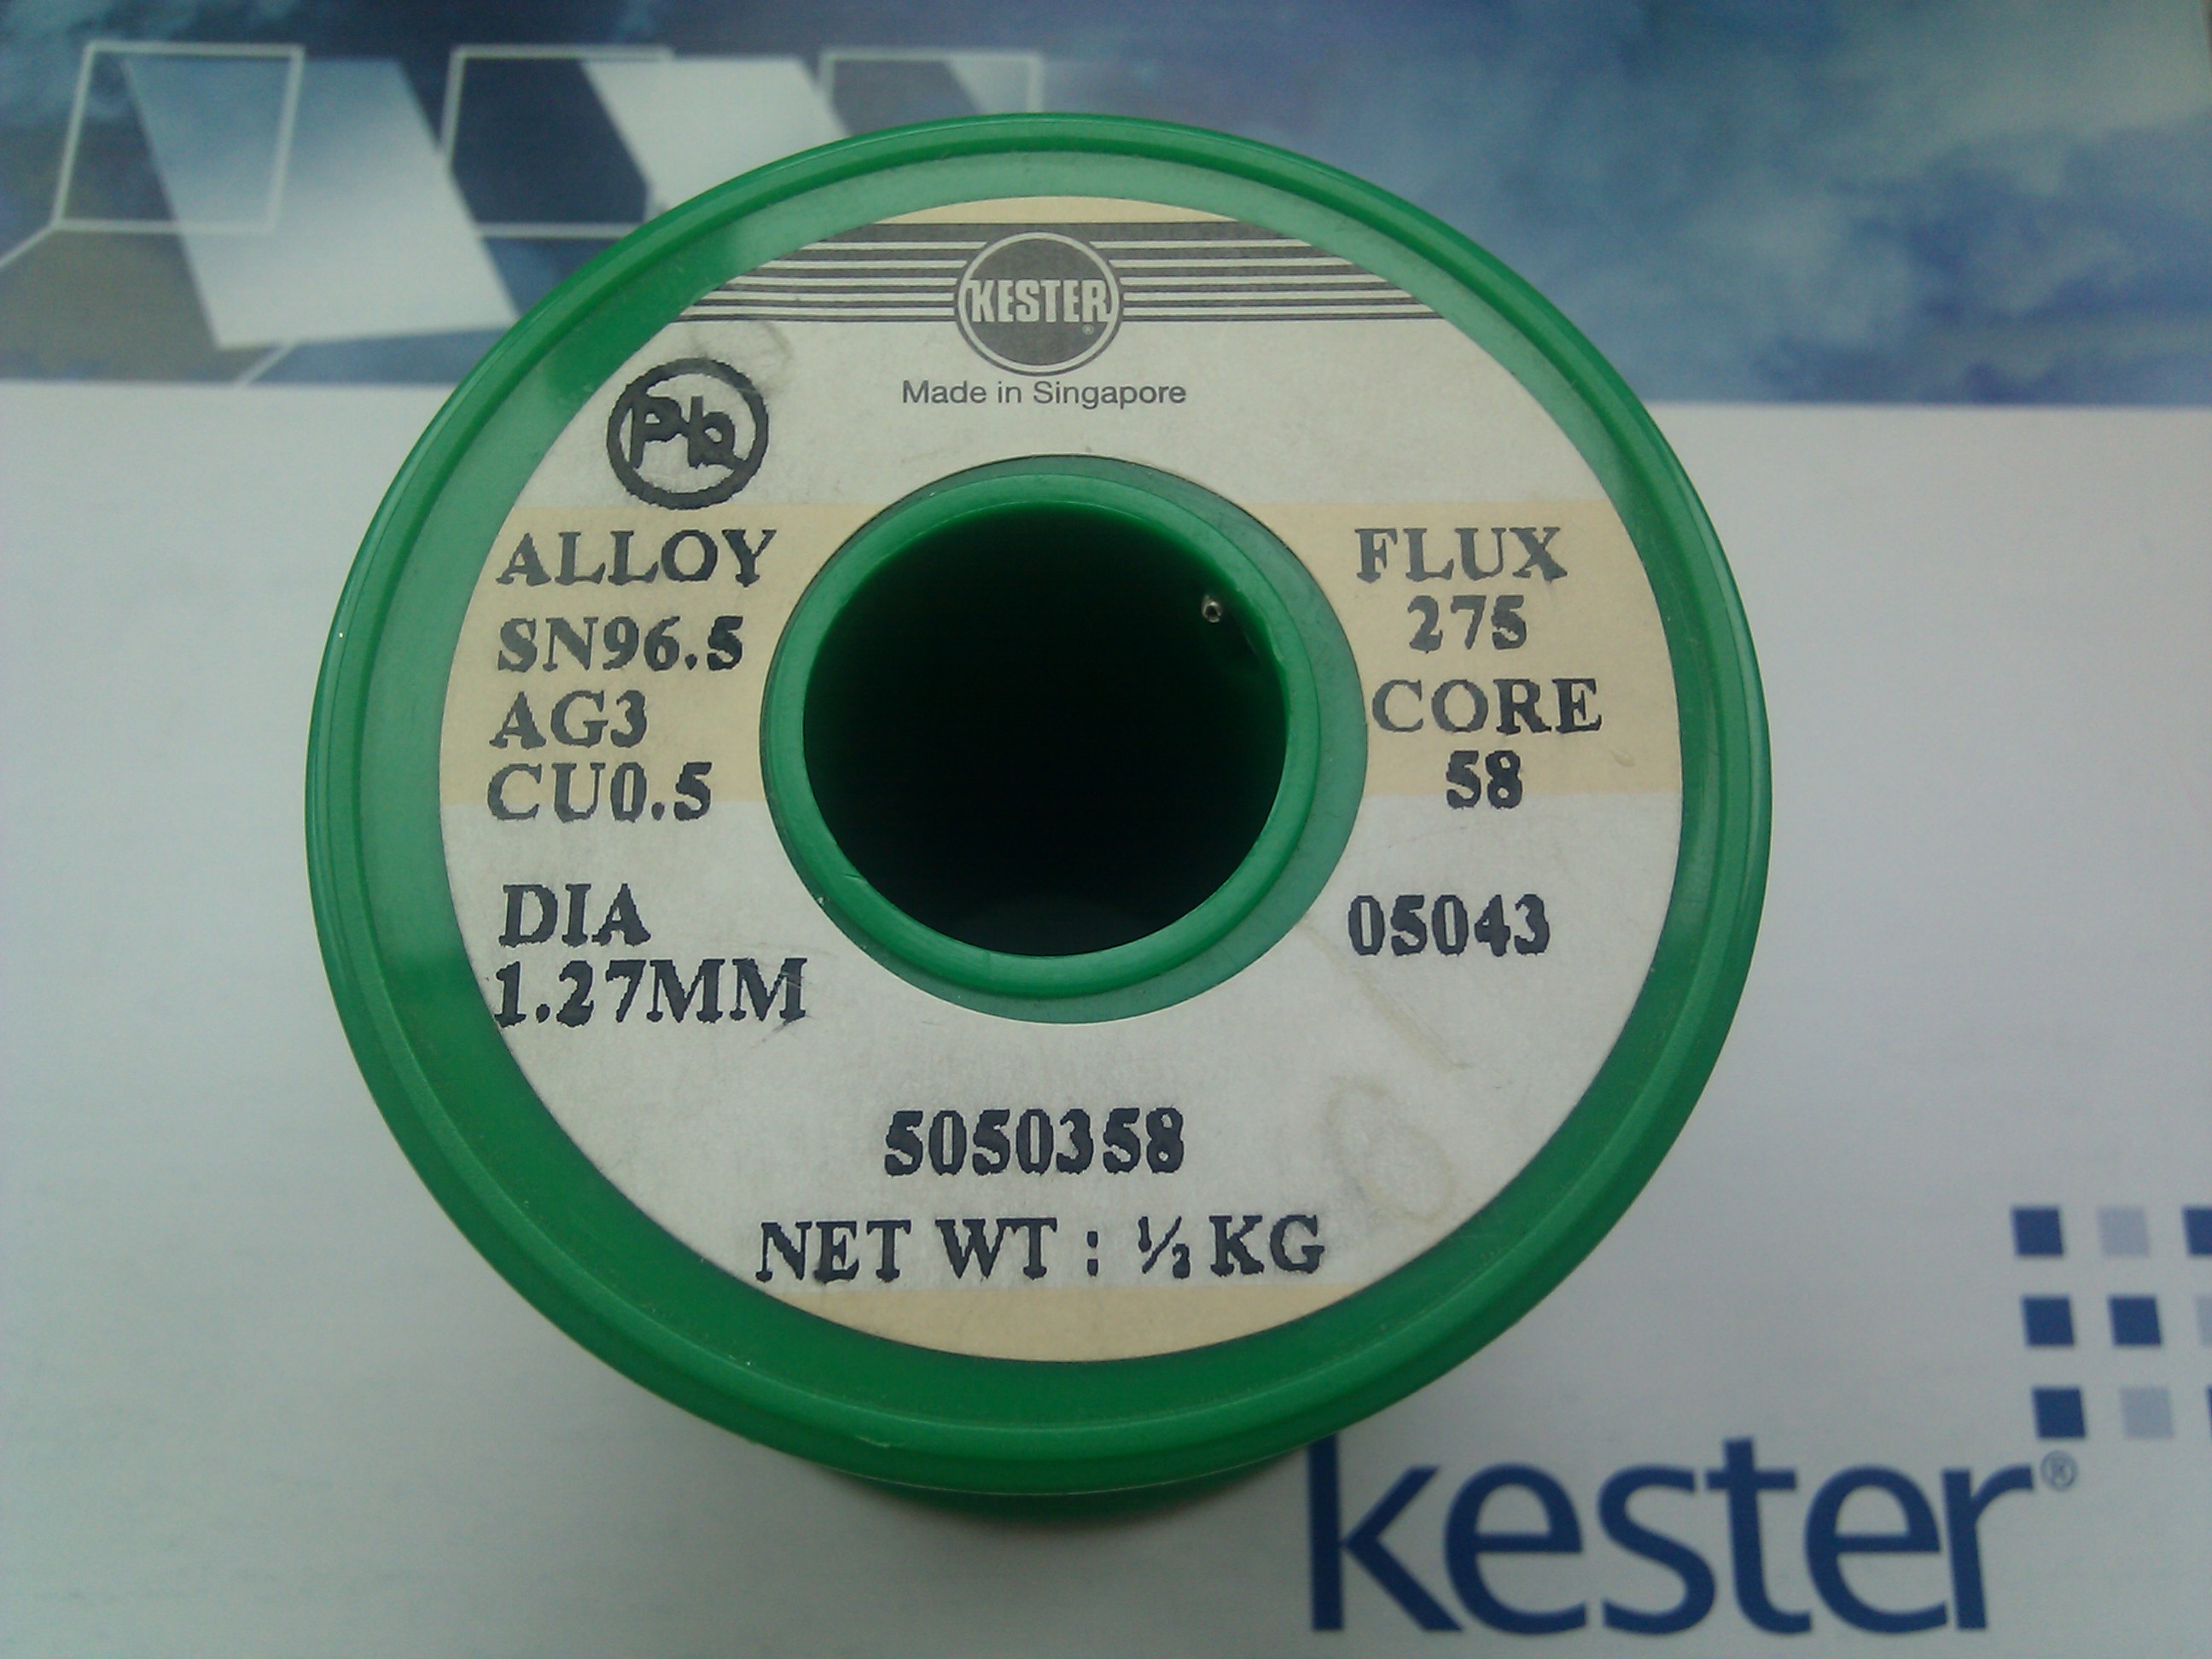 KESTER®
Made in Singapore
Pb
ALLOY
SN96.5
AG3
CU0.5
DIA
1.27MM
FLUX
275
CORE
58
05043
5050358
NET WT : ½ KG
kester®